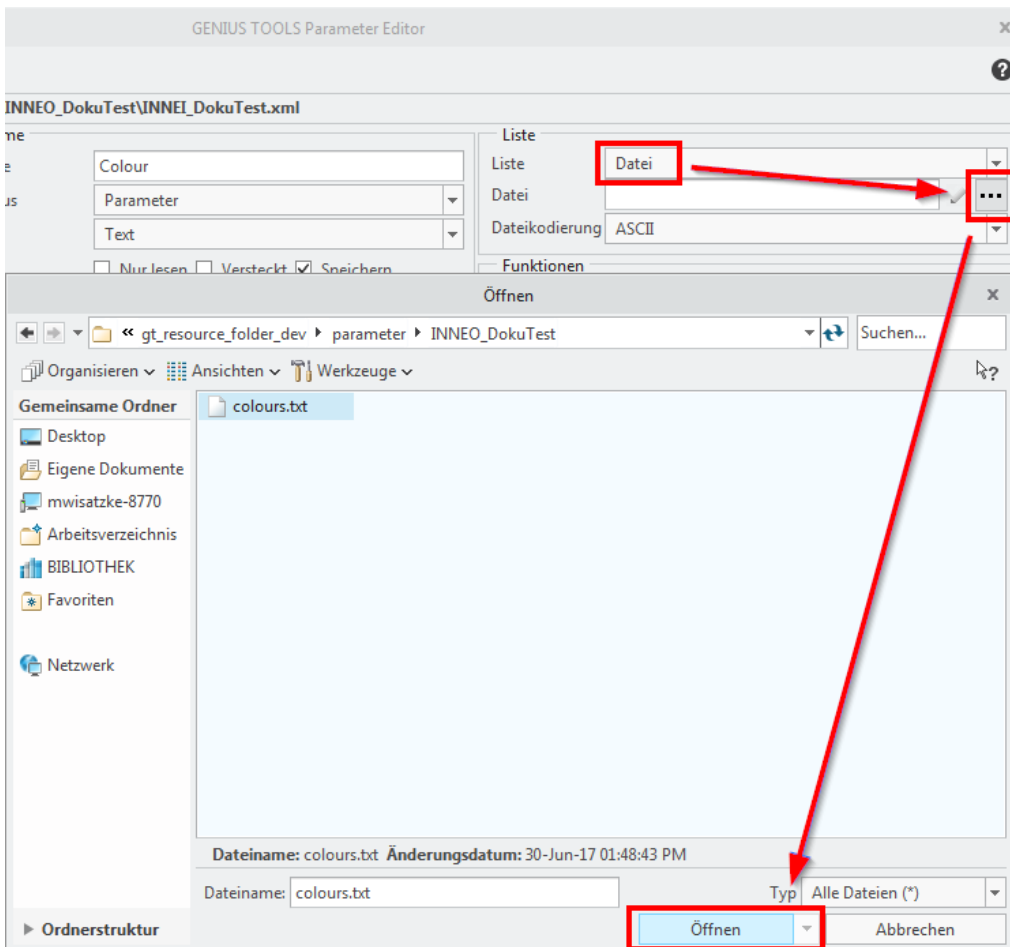 GENIUS TOOLS Parameter Editor
INNEO_DokuTest\INNEI_DokuTest.xml
me
Liste
e
Colour
Liste
Datei
us
Parameter
Datei
...
Text
Dateikodierung
ASCII
Nur lesen
Versteckt
Speichern
Funktionen
Öffnen
« gt_resource_folder_dev
parameter
INNEO_DokuTest
Suchen...
Organisieren
Ansichten
Werkzeuge
Gemeinsame Ordner
colours.txt
Desktop
Eigene Dokumente
mwisatzke-8770
Arbeitsverzeichnis
BIBLIOTHEK
Favoriten
Netzwerk
Dateiname: colours.txt Änderungsdatum: 30-Jun-17 01:48:43 PM
Dateiname:
colours.txt
Typ
Alle Dateien (*)
Ordnerstruktur
Öffnen
Abbrechen